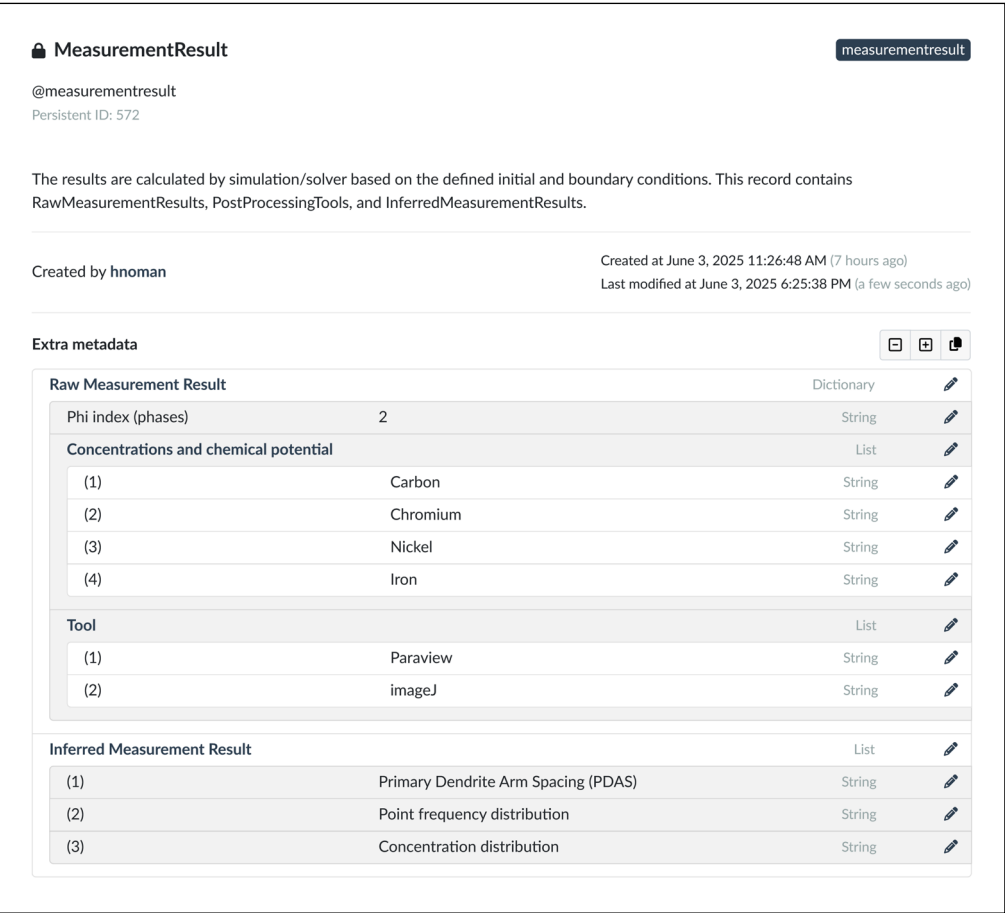 MeasurementResult measurementresult
@measurementresult
Persistent ID: 572
The results are calculated by simulation/solver based on the defined initial and boundary conditions. This record contains
RawMeasurementResults, PostProcessingTools, and InferredMeasurementResults.
Created at June 3, 2025 11:26:48 AM (7 hours ago)
Created by hnoman
Last modified at June 3, 2025 6:25:38 PM (a few seconds ago)
Extra metadata
Raw Measurement Result Dictionary
Phi index (phases) 2 String
Concentrations and chemical potential List
(1) Carbon String
(2) Chromium String
(3) Nickel String
(4) Iron String
Tool List
(1) Paraview String
(2) imageJ String
Inferred Measurement Result List
(1) Primary Dendrite Arm Spacing (PDAS) String
(2) Point frequency distribution String
(3) Concentration distribution String